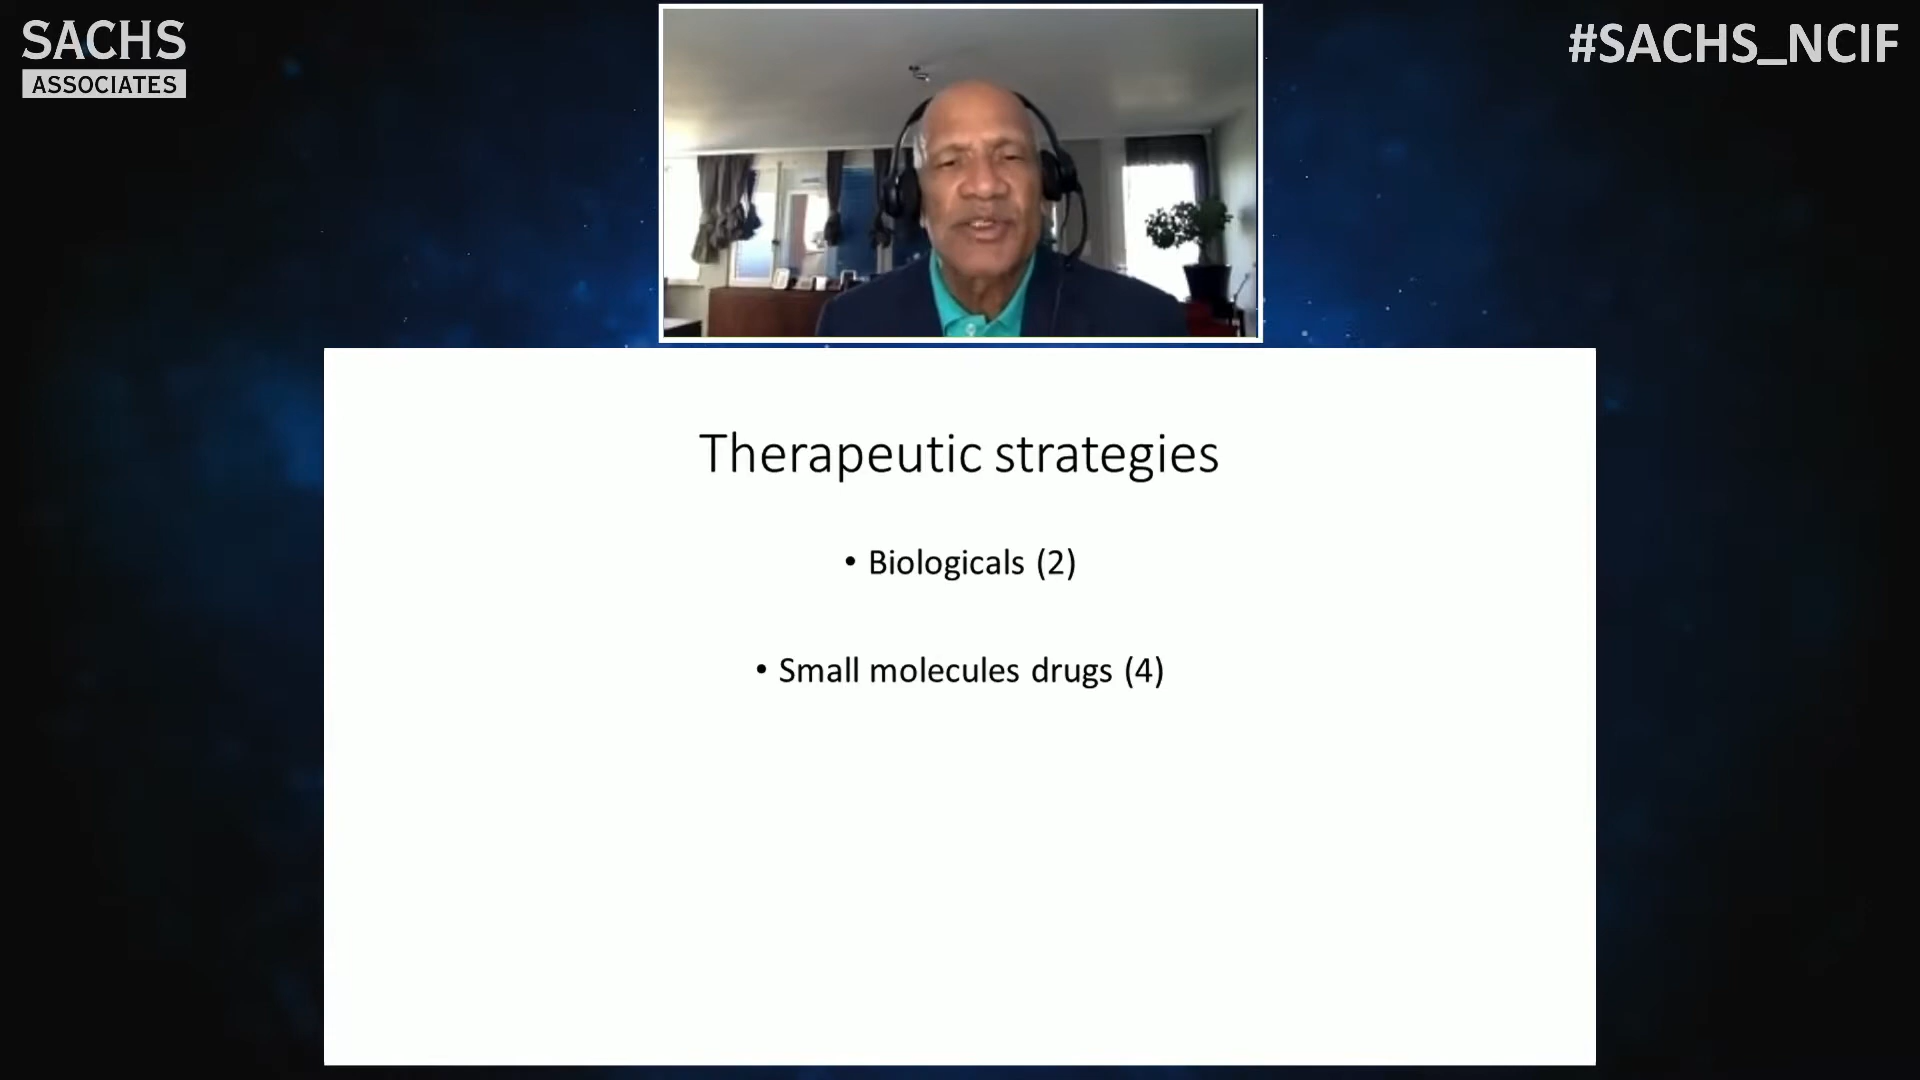 SACHS
ASSOCIATES
#SACHS_NCIF
Therapeutic strategies
• Biologicals (2)
• Small molecules drugs (4)